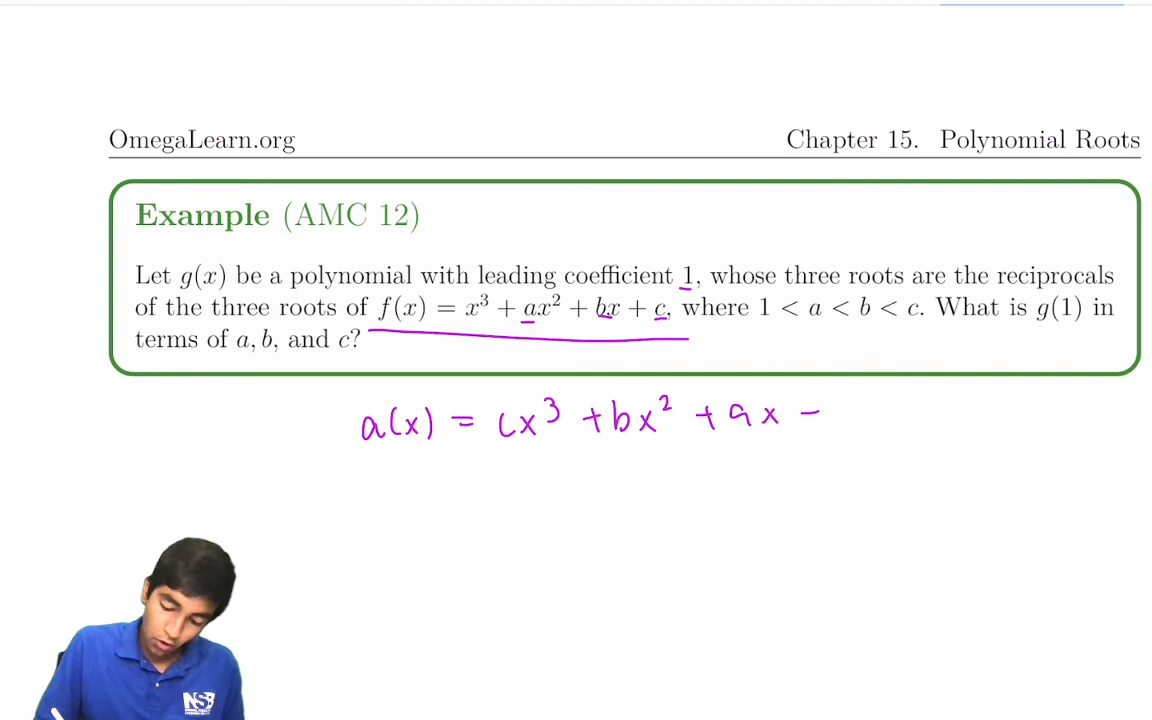 OmegaLearn.org Chapter 15. Polynomial Roots
Example (AMC 12)
Let g(x) be a polynomial with leading coefficient 1, whose three roots are the reciprocals
of the three roots of f(x) = x³ + ax² + bx + c, where 1 < a < b < c. What is g(1) in
terms of a, b, and c?
a(x) = cx³ + bx² + ax −
NSB